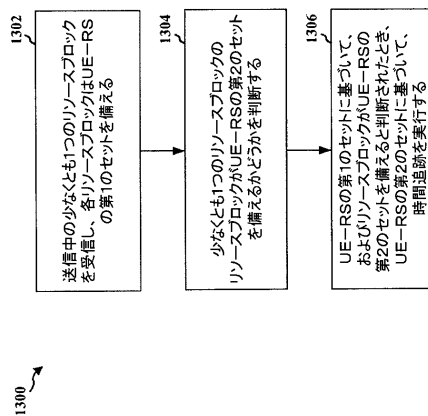 1300
1302
送信中の少なくとも1つのリソースブロック
を受信し、各リソースブロックはUE-RS
の第1のセットを備える
1304
少なくとも1つのリソースブロックの
リソースブロックがUE-RSの第2のセット
を備えるかどうかを判断する
1306
UE-RSの第1のセットに基づいて、
およびリソースブロックがUE-RSの
第2のセットを備えると判断されたとき、
UE-RSの第2のセットに基づいて、
時間追跡を実行する